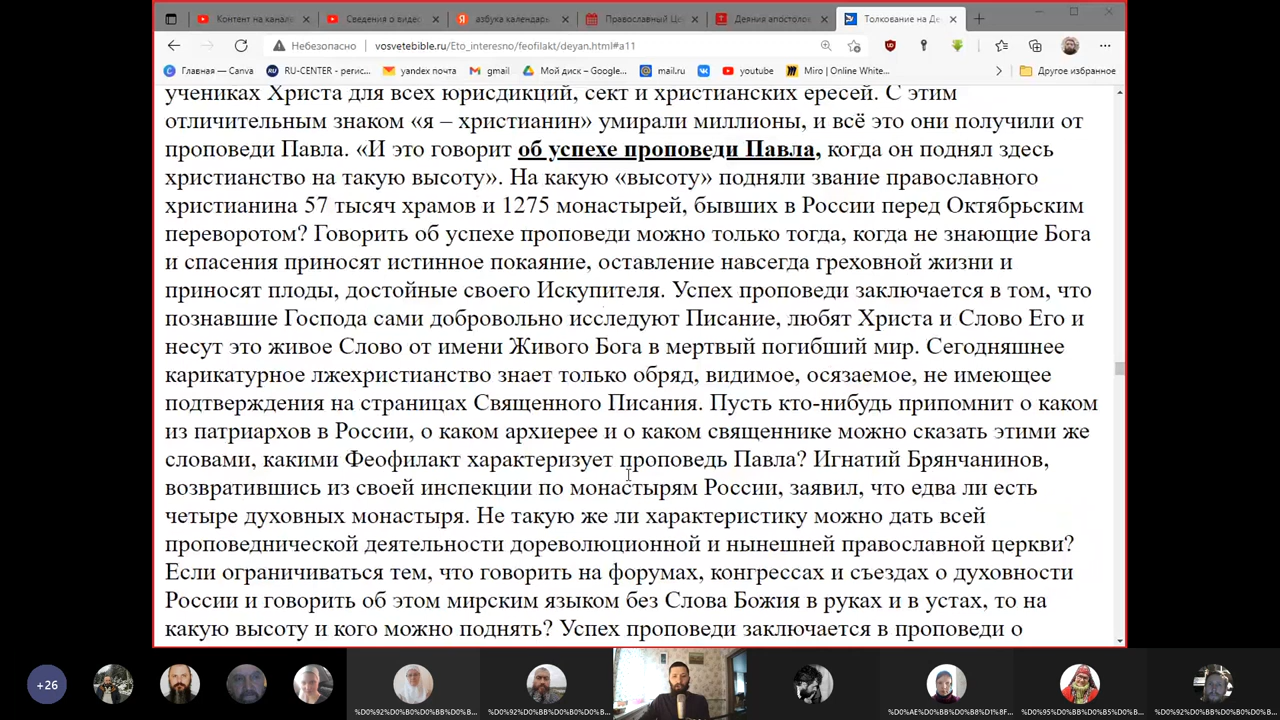 Контент на канале
Сведения о видео
азбука календарь
Православный Це
Деяния апостолов
Толкование на Де
Небезопасно
vosvetebible.ru/Eto_interesno/feofilakt/deyan.html#a11
Главная — Canva
RU-CENTER - регис...
yandex почта
gmail
Мой диск – Google...
mail.ru
youtube
Miro | Online White...
Другое избранное
учениках Христа для всех юрисдикций, сект и христианских ересей. С этим
отличительным знаком «я – христианин» умирали миллионы, и всё это они получили от
проповеди Павла. «И это говорит об успехе проповеди Павла, когда он поднял здесь
христианство на такую высоту». На какую «высоту» подняли звание православного
христианина 57 тысяч храмов и 1275 монастырей, бывших в России перед Октябрьским
переворотом? Говорить об успехе проповеди можно только тогда, когда не знающие Бога
и спасения приносят истинное покаяние, оставление навсегда греховной жизни и
приносят плоды, достойные своего Искупителя. Успех проповеди заключается в том, что
познавшие Господа сами добровольно исследуют Писание, любят Христа и Слово Его и
несут это живое Слово от имени Живого Бога в мертвый погибший мир. Сегодняшнее
карикатурное лжехристианство знает только обряд, видимое, осязаемое, не имеющее
подтверждения на страницах Священного Писания. Пусть кто-нибудь припомнит о каком
из патриархов в России, о каком архиерее и о каком священнике можно сказать этими же
словами, какими Феофилакт характеризует проповедь Павла? Игнатий Брянчанинов,
возвратившись из своей инспекции по монастырям России, заявил, что едва ли есть
четыре духовных монастыря. Не такую же ли характеристику можно дать всей
проповеднической деятельности дореволюционной и нынешней православной церкви?
Если ограничиваться тем, что говорить на форумах, конгрессах и съездах о духовности
России и говорить об этом мирским языком без Слова Божия в руках и в устах, то на
какую высоту и кого можно поднять? Успех проповеди заключается в проповеди о
+26